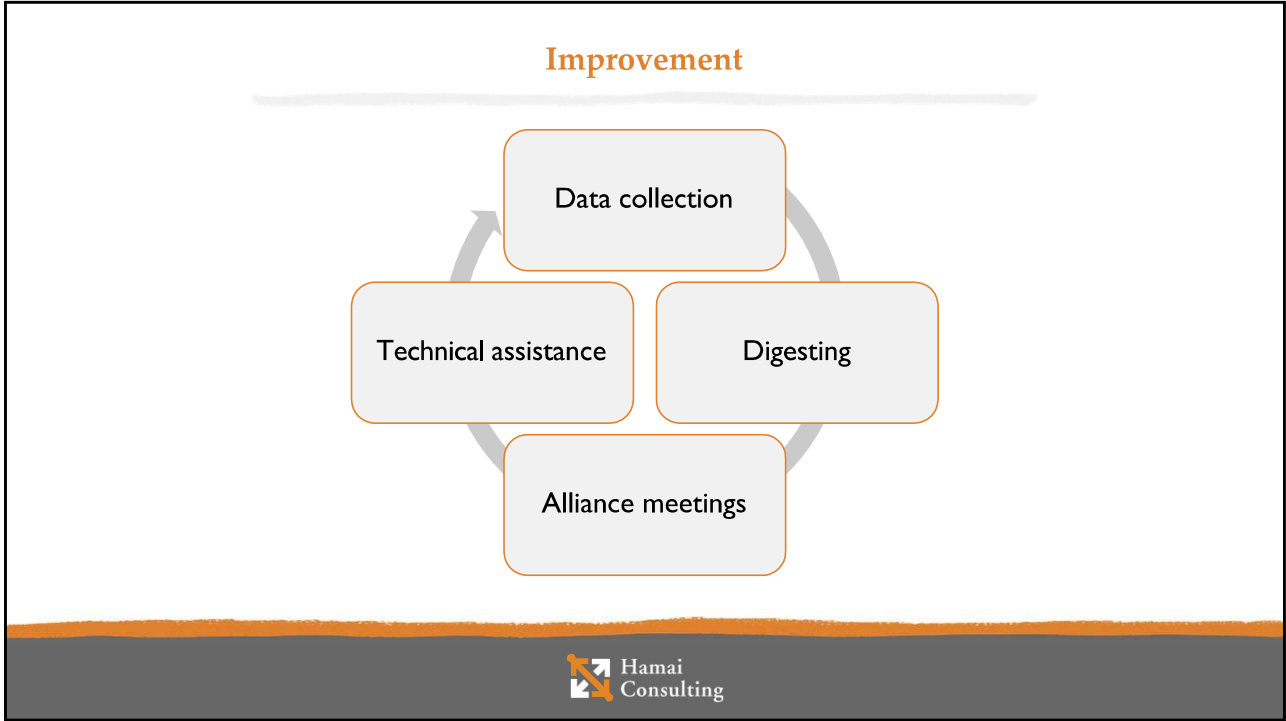 Improvement
Data collection
Technical assistance
Digesting
Alliance meetings
Hamai
Consulting